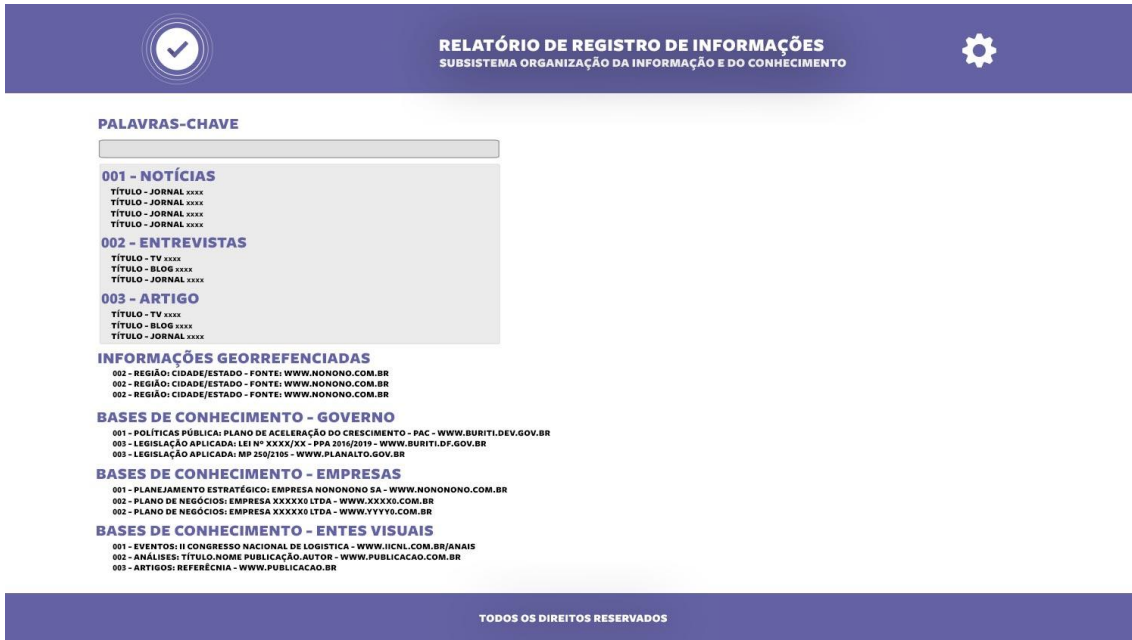 RELATÓRIO DE REGISTRO DE INFORMAÇÕES
SUBSISTEMA ORGANIZAÇÃO DA INFORMAÇÃO E DO CONHECIMENTO
PALAVRAS-CHAVE
001 - NOTÍCIAS
TÍTULO - JORNAL xxxx
TÍTULO - JORNAL xxxx
TÍTULO - JORNAL xxxx
TÍTULO - JORNAL xxxx
002 - ENTREVISTAS
TÍTULO - TV xxxx
TÍTULO - BLOG xxxx
TÍTULO - JORNAL xxxx
003 - ARTIGO
TÍTULO - TV xxxx
TÍTULO - BLOG xxxx
TÍTULO - JORNAL xxxx
INFORMAÇÕES GEORREFENCIADAS
002 - REGIÃO: CIDADE/ESTADO - FONTE: WWW.NONONO.COM.BR
002 - REGIÃO: CIDADE/ESTADO - FONTE: WWW.NONONO.COM.BR
002 - REGIÃO: CIDADE/ESTADO - FONTE: WWW.NONONO.COM.BR
BASES DE CONHECIMENTO - GOVERNO
001 - POLÍTICAS PÚBLICA: PLANO DE ACELERAÇÃO DO CRESCIMENTO - PAC - WWW.BURITI.DEV.GOV.BR
003 - LEGISLAÇÃO APLICADA: LEI Nº XXXX/XX - PPA 2016/2019 - WWW.BURITI.DF.GOV.BR
003 - LEGISLAÇÃO APLICADA: MP 250/2105 - WWW.PLANALTO.GOV.BR
BASES DE CONHECIMENTO - EMPRESAS
001 - PLANEJAMENTO ESTRATÉGICO: EMPRESA NONONONO SA - WWW.NONONONO.COM.BR
002 - PLANO DE NEGÓCIOS: EMPRESA XXXXX0 LTDA - WWW.XXXX0.COM.BR
002 - PLANO DE NEGÓCIOS: EMPRESA XXXXX0 LTDA - WWW.YYYY0.COM.BR
BASES DE CONHECIMENTO - ENTES VISUAIS
001 - EVENTOS: II CONGRESSO NACIONAL DE LOGISTICA - WWW.IICNL.COM.BR/ANAIS
002 - ANÁLISES: TÍTULO.NOME PUBLICAÇÃO.AUTOR - WWW.PUBLICACAO.COM.BR
003 - ARTIGOS: REFERÊCNIA - WWW.PUBLICACAO.BR
TODOS OS DIREITOS RESERVADOS